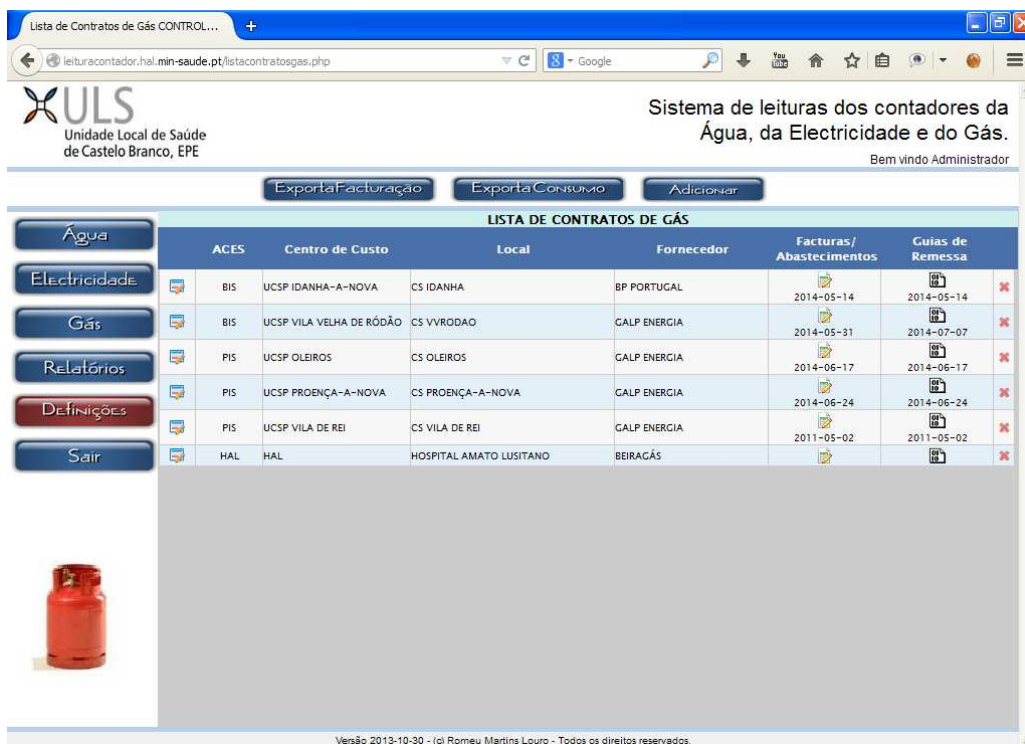 Lista de Contratos de Gás CONTROL...
leituracontador.hal.min-saude.pt/listacontratosgas.php
Google
You Tube
ULS
Unidade Local de Saúde
de Castelo Branco, EPE
Sistema de leituras dos contadores da
Água, da Electricidade e do Gás.
Bem vindo Administrador
ExportaFacturação ExportaConsumo Adicionar
LISTA DE CONTRATOS DE GÁS
Água
Electricidade
Gás
Relatórios
Definições
Sair
ACES Centro de Custo Local Fornecedor Facturas/ Abastecimentos Guias de Remessa
BIS UCSP IDANHA-A-NOVA CS IDANHA BP PORTUGAL 2014-05-14 2014-05-14
BIS UCSP VILA VELHA DE RÓDÃO CS VVRODAO GALP ENERGIA 2014-05-31 2014-07-07
PIS UCSP OLEIROS CS OLEIROS GALP ENERGIA 2014-06-17 2014-06-17
PIS UCSP PROENÇA-A-NOVA CS PROENÇA-A-NOVA GALP ENERGIA 2014-06-24 2014-06-24
PIS UCSP VILA DE REI CS VILA DE REI GALP ENERGIA 2011-05-02 2011-05-02
HAL HAL HOSPITAL AMATO LUSITANO BEIRAGÁS
Versão 2013-10-30 - (c) Romeu Martins Louro - Todos os direitos reservados.